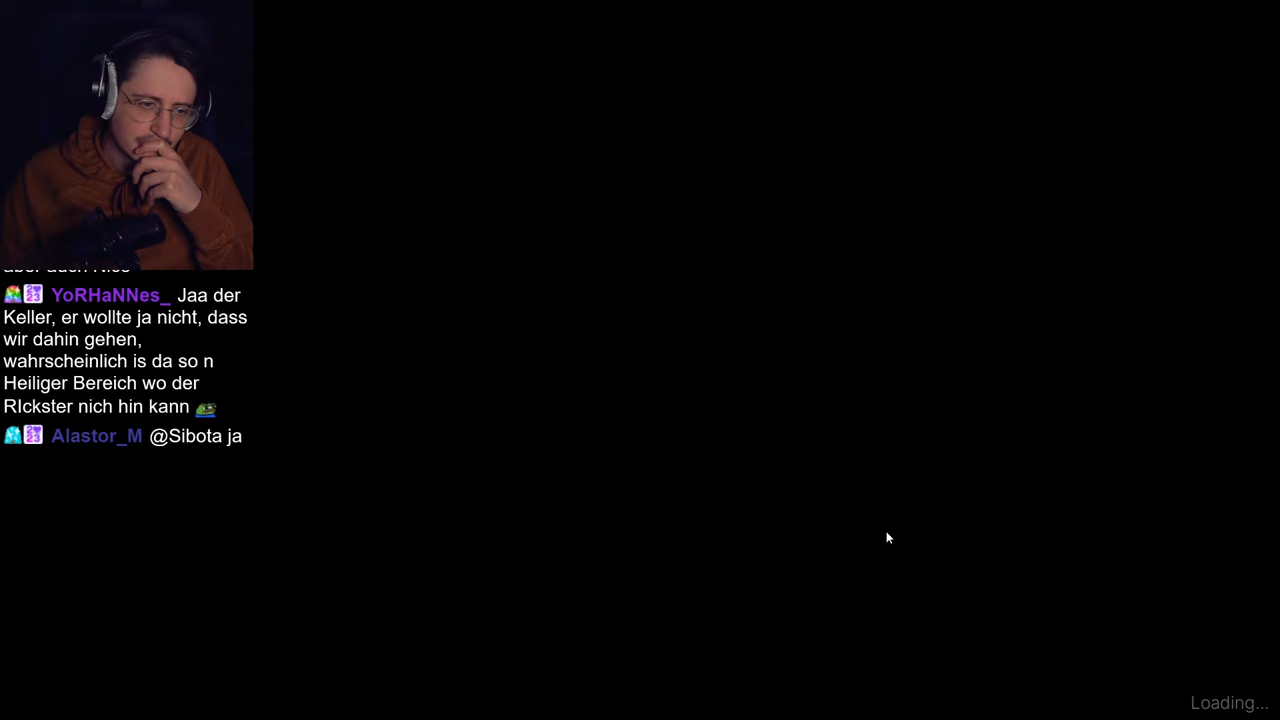 YoRHaNNes_ Jaa der
Keller, er wollte ja nicht, dass
wir dahin gehen,
wahrscheinlich is da so n
Heiliger Bereich wo der
RIckster nich hin kann
Alastor_M @Sibota ja
Loading...